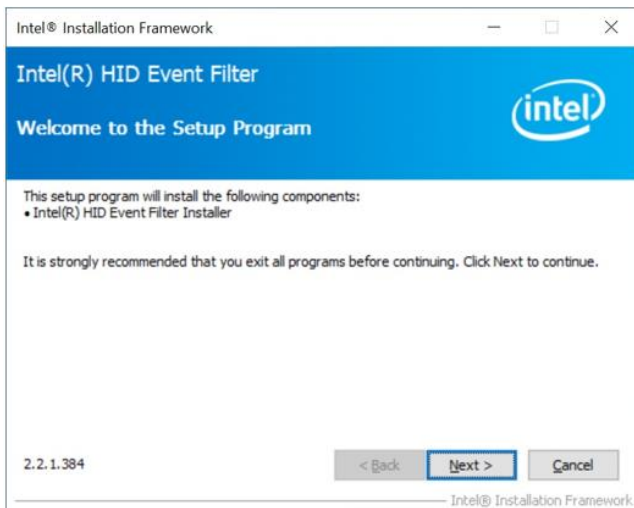 Intel® Installation Framework
Intel(R) HID Event Filter
Welcome to the Setup Program
intel
This setup program will install the following components:
• Intel(R) HID Event Filter Installer
It is strongly recommended that you exit all programs before continuing. Click Next to continue.
2.2.1.384
< Back
Next >
Cancel
Intel® Installation Framework